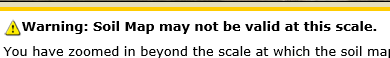 Warning: Soil Map may not be valid at this scale.
You have zoomed in beyond the scale at which the soil map